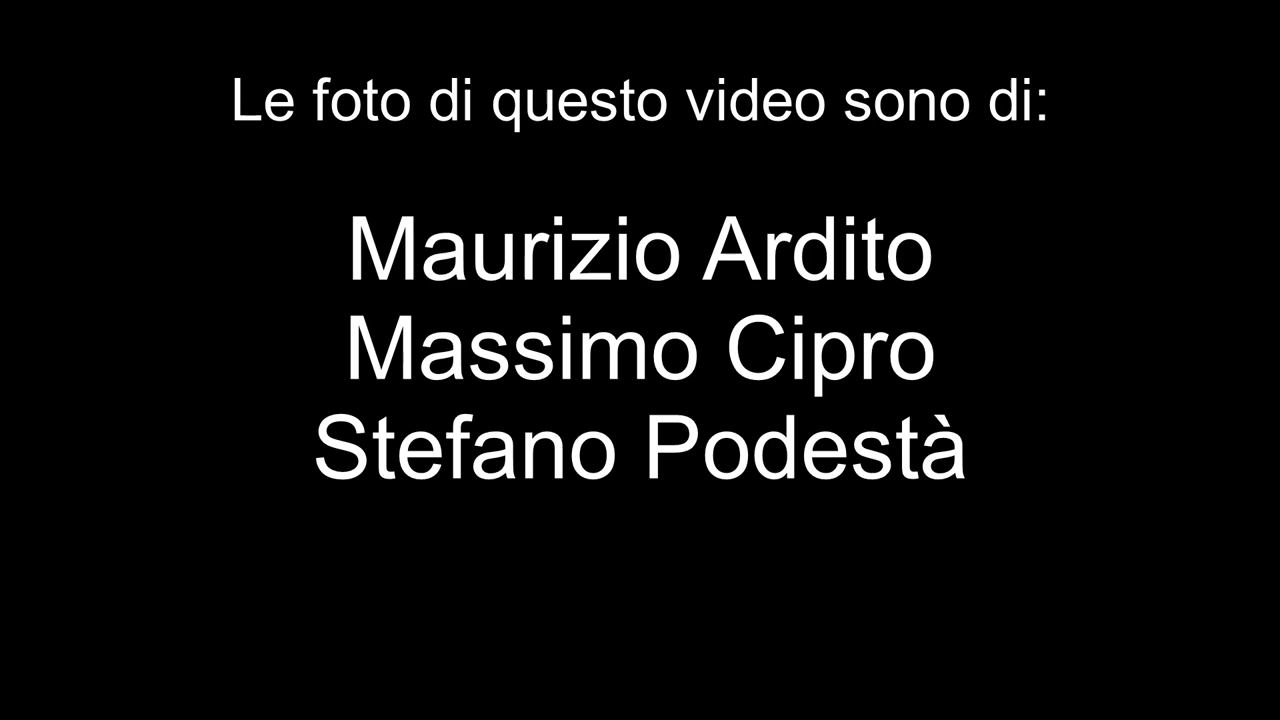 Le foto di questo video sono di:
Maurizio Ardito
Massimo Cipro
Stefano Podestà